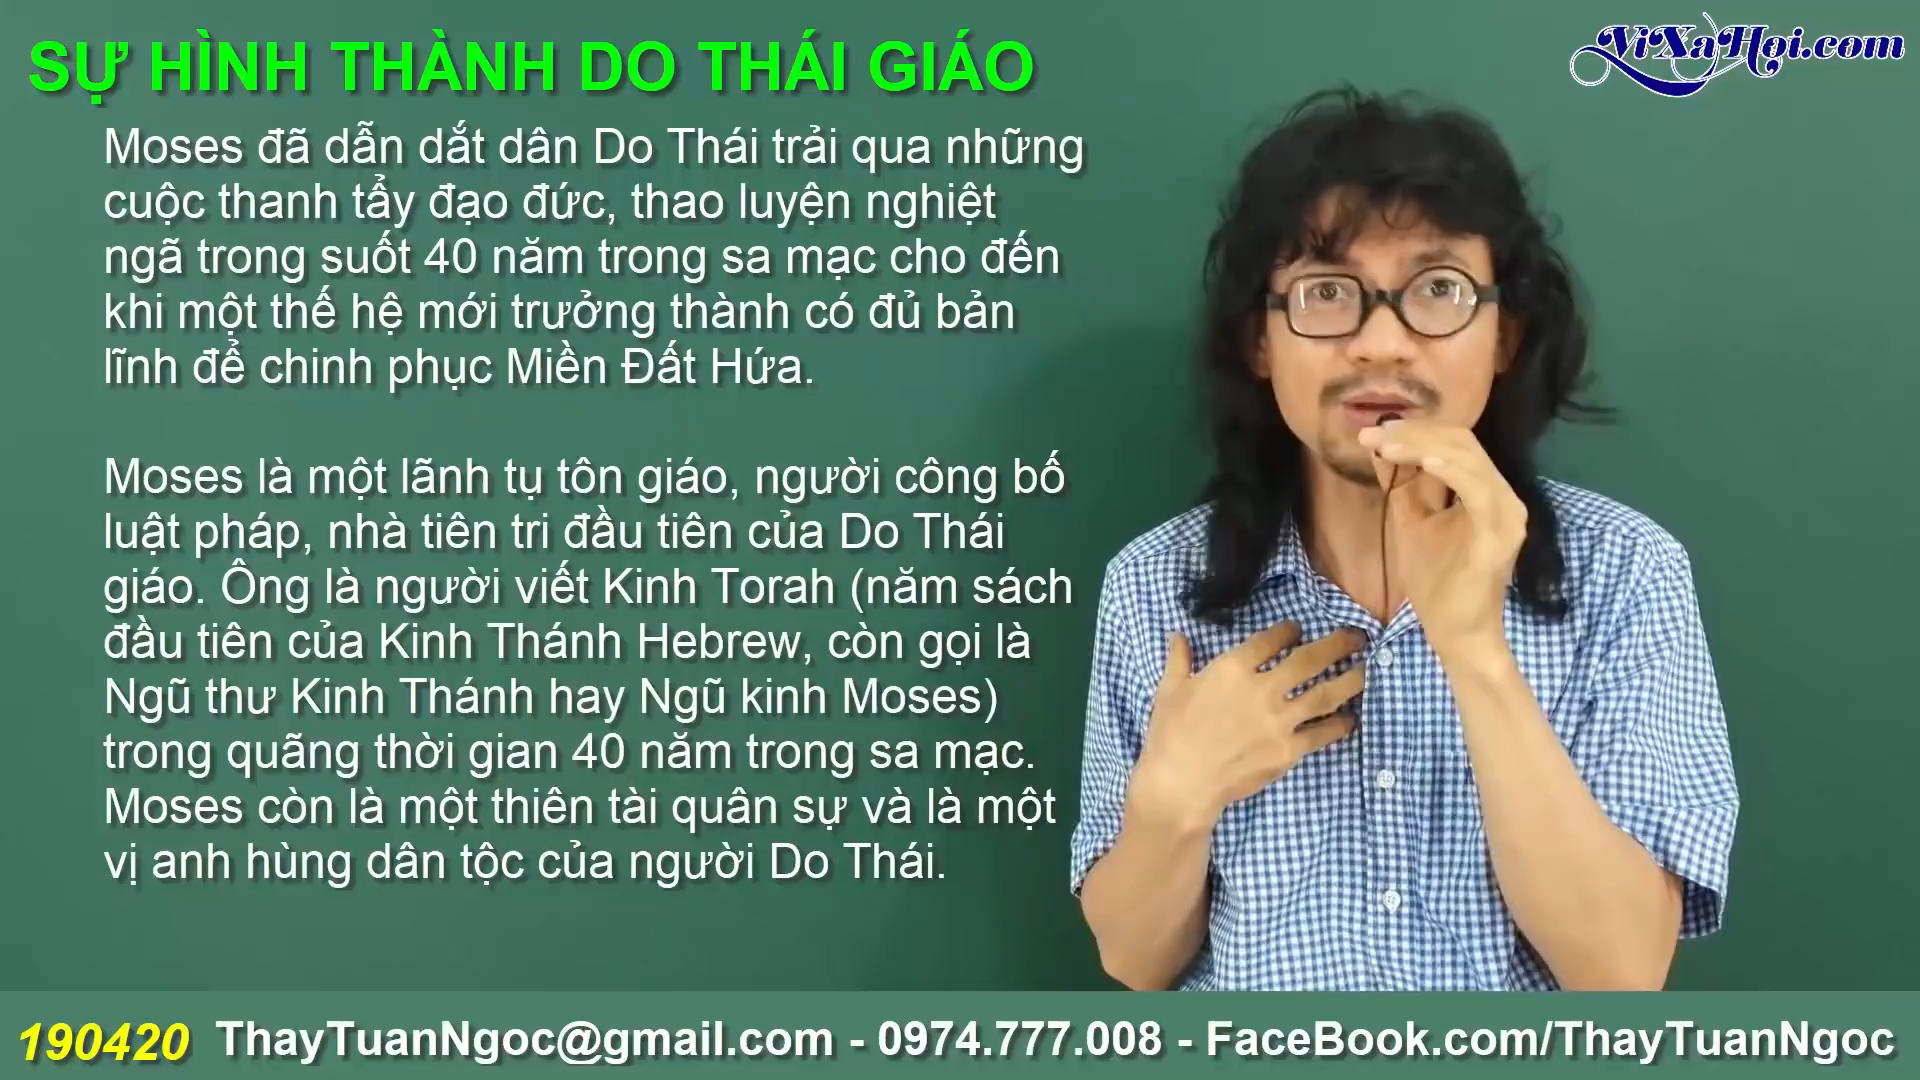 SỰ HÌNH THÀNH DO THÁI GIÁO
ViXaHoi.com
Moses đã dẫn dắt dân Do Thái trải qua những
cuộc thanh tẩy đạo đức, thao luyện nghiệt
ngã trong suốt 40 năm trong sa mạc cho đến
khi một thế hệ mới trưởng thành có đủ bản
lĩnh để chinh phục Miền Đất Hứa.
Moses là một lãnh tụ tôn giáo, người công bố
luật pháp, nhà tiên tri đầu tiên của Do Thái
giáo. Ông là người viết Kinh Torah (năm sách
đầu tiên của Kinh Thánh Hebrew, còn gọi là
Ngũ thư Kinh Thánh hay Ngũ kinh Moses)
trong quãng thời gian 40 năm trong sa mạc.
Moses còn là một thiên tài quân sự và là một
vị anh hùng dân tộc của người Do Thái.
190420 ThayTuanNgoc@gmail.com - 0974.777.008 - FaceBook.com/ThayTuanNgoc